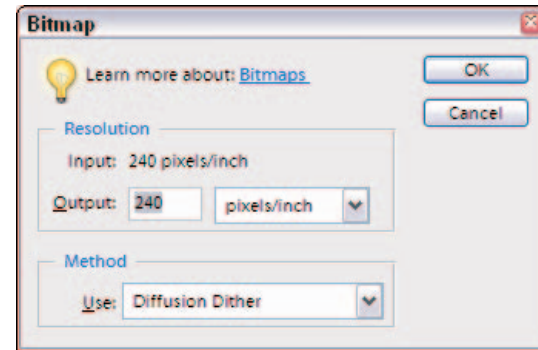 Bitmap
Learn more about: Bitmaps
OK
Cancel
Resolution
Input: 240 pixels/inch
Output: 240 pixels/inch
Method
Use: Diffusion Dither